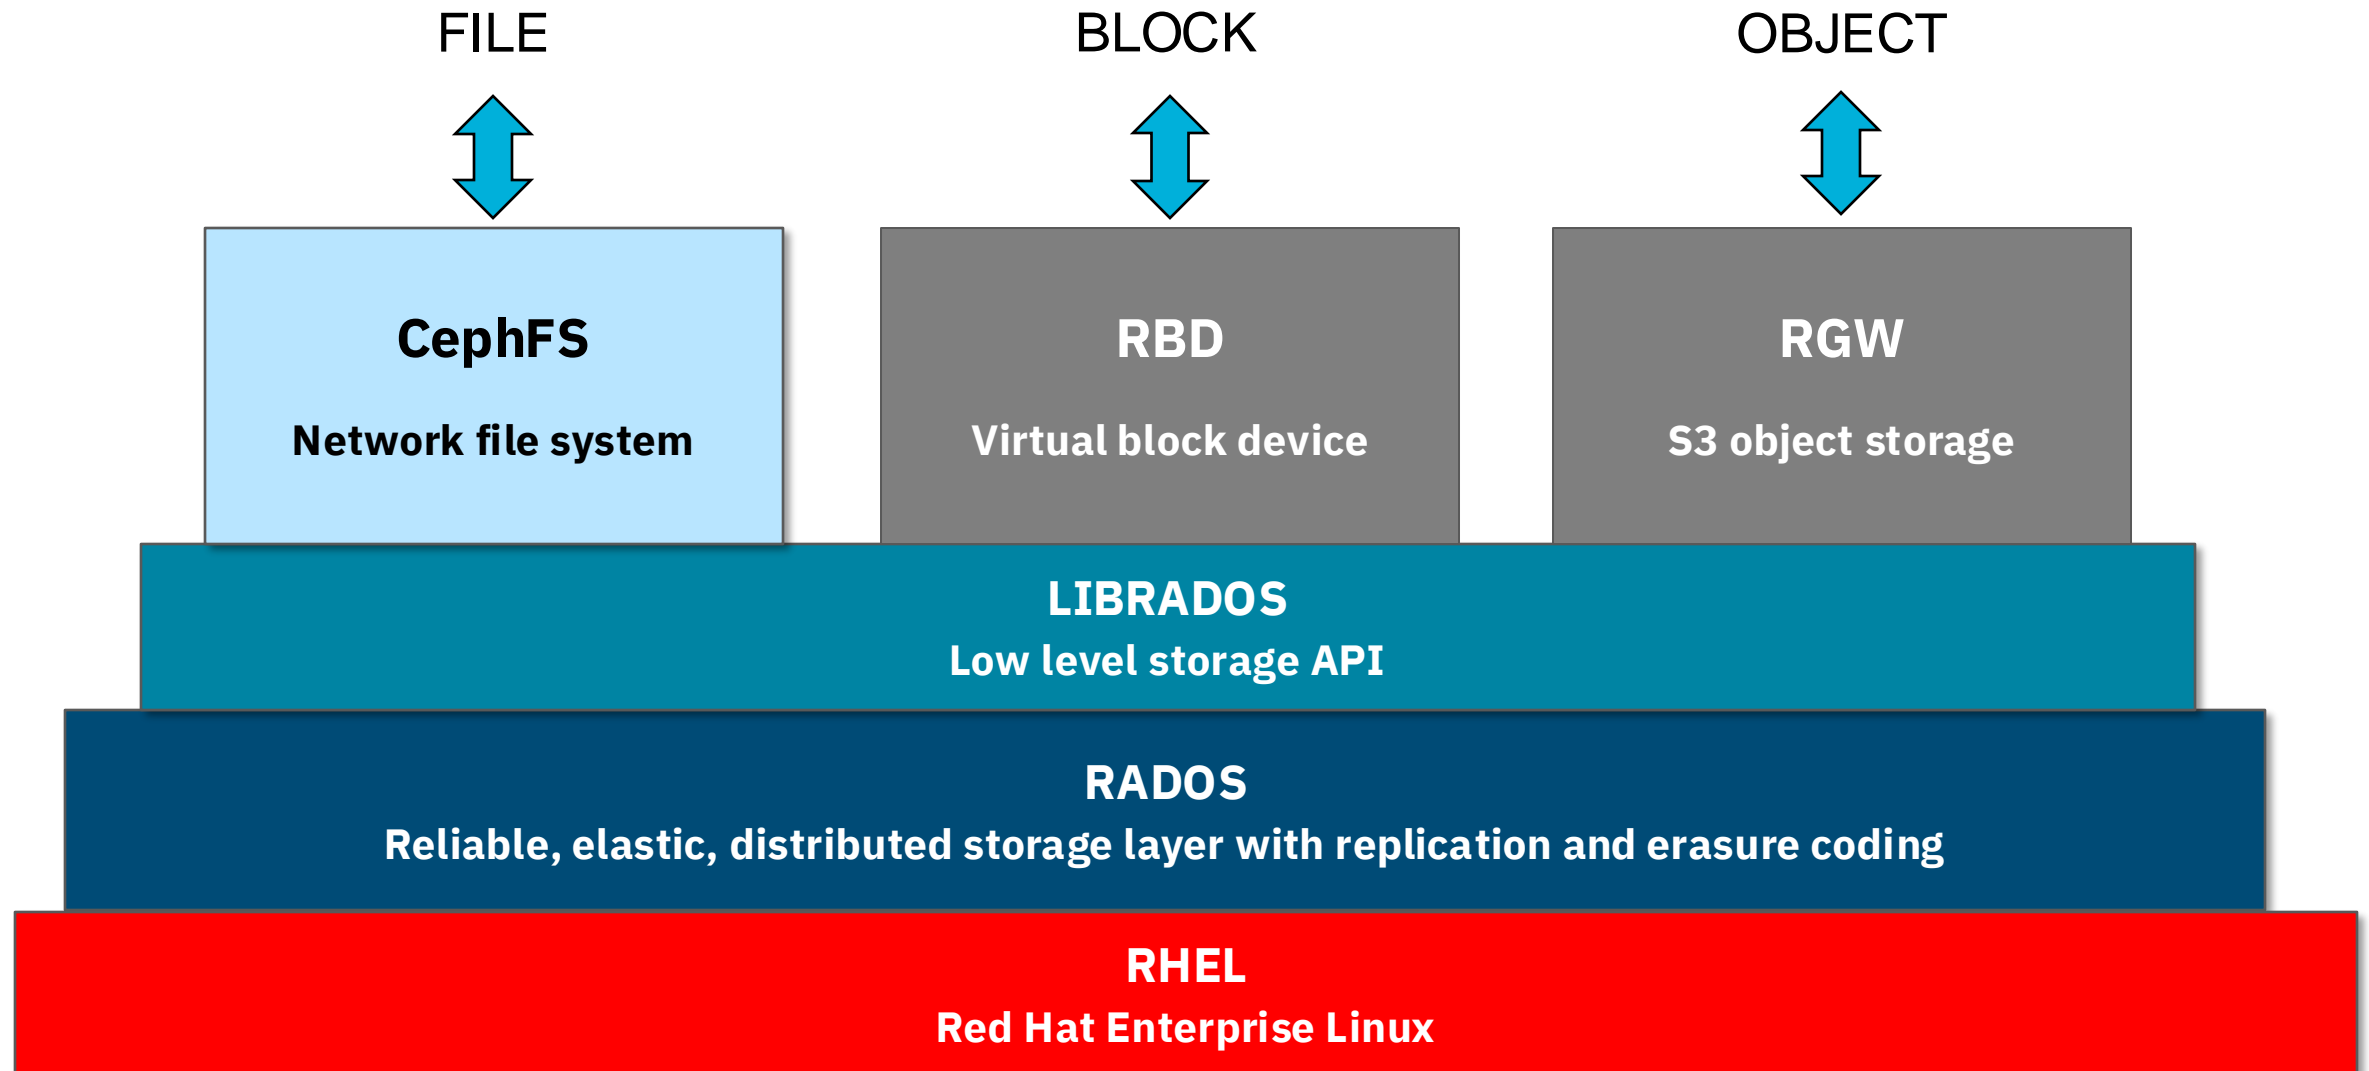 FILE
BLOCK
OBJECT
CephFS
Network file system
RBD
Virtual block device
RGW
S3 object storage
LIBRADOS
Low level storage API
RADOS
Reliable, elastic, distributed storage layer with replication and erasure coding
RHEL
Red Hat Enterprise Linux